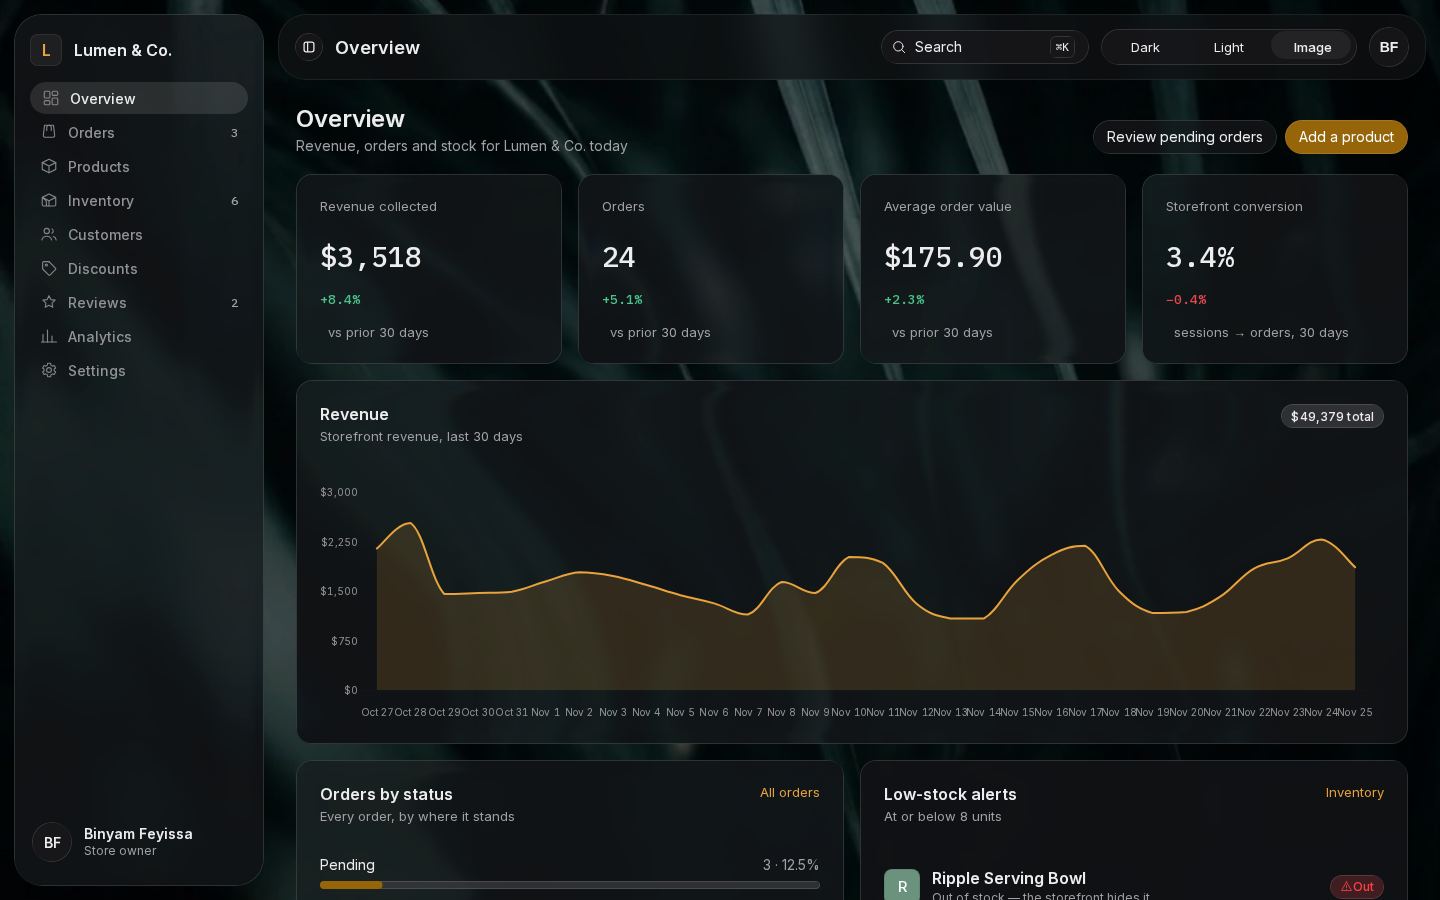 L Lumen & Co.
Overview
Orders 3
Products
Inventory 6
Customers
Discounts
Reviews 2
Analytics
Settings
BF
Binyam Feyissa
Store owner
Overview
Search ⌘K
Dark Light Image
BF
Overview
Revenue, orders and stock for Lumen & Co. today
Review pending orders
Add a product
Revenue collected
$3,518
+8.4%
vs prior 30 days
Orders
24
+5.1%
vs prior 30 days
Average order value
$175.90
+2.3%
vs prior 30 days
Storefront conversion
3.4%
−0.4%
sessions → orders, 30 days
Revenue
Storefront revenue, last 30 days
$49,379 total
$3,000
$2,250
$1,500
$750
$0
Oct 27 Oct 28 Oct 29 Oct 30 Oct 31 Nov 1 Nov 2 Nov 3 Nov 4 Nov 5 Nov 6 Nov 7 Nov 8 Nov 9 Nov 10 Nov 11 Nov 12 Nov 13 Nov 14 Nov 15 Nov 16 Nov 17 Nov 18 Nov 19 Nov 20 Nov 21 Nov 22 Nov 23 Nov 24 Nov 25
Orders by status
All orders
Every order, by where it stands
Pending 3 · 12.5%
Low-stock alerts
Inventory
At or below 8 units
R
Ripple Serving Bowl
Out of stock — the storefront hides it
Out